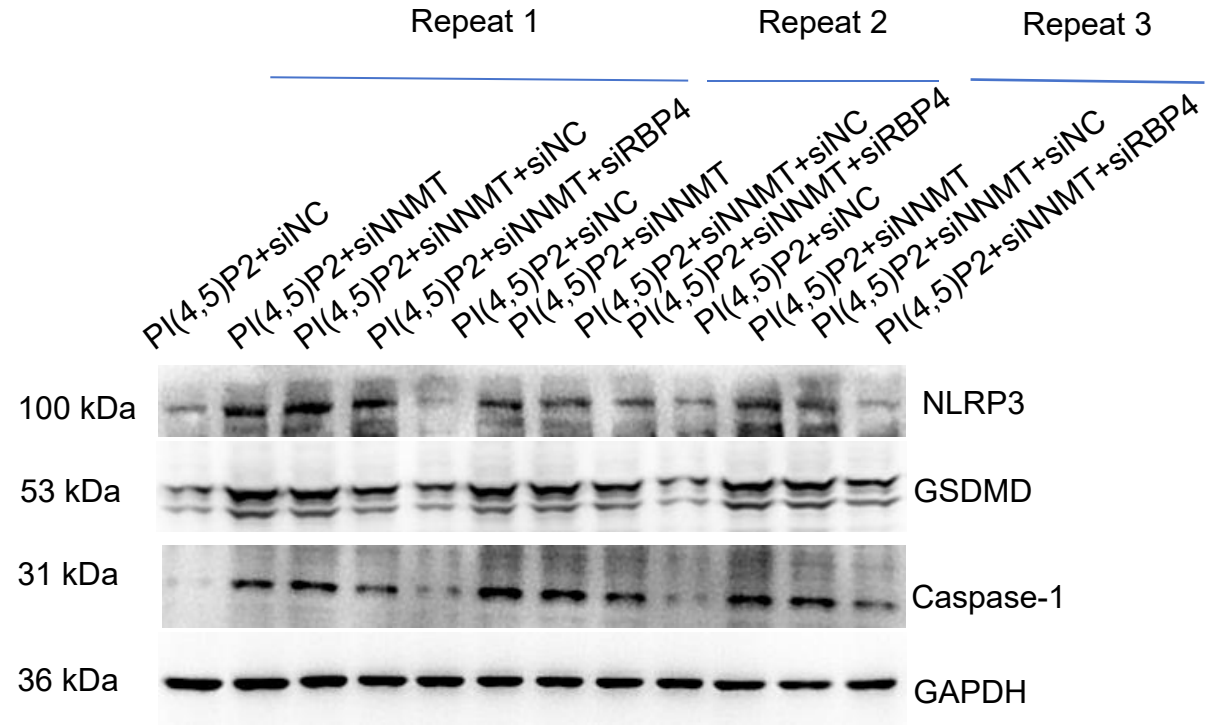 Repeat 1
Repeat 2
Repeat 3
PI(4,5)P2+siNC
PI(4,5)P2+siNNMT
PI(4,5)P2+siNNMT+siNC
PI(4,5)P2+siNNMT+siRBP4
PI(4,5)P2+siNC
PI(4,5)P2+siNNMT
PI(4,5)P2+siNNMT+siNC
PI(4,5)P2+siNNMT+siRBP4
PI(4,5)P2+siNC
PI(4,5)P2+siNNMT
PI(4,5)P2+siNNMT+siNC
PI(4,5)P2+siNNMT+siRBP4
100 kDa
NLRP3
53 kDa
GSDMD
31 kDa
Caspase-1
36 kDa
GAPDH